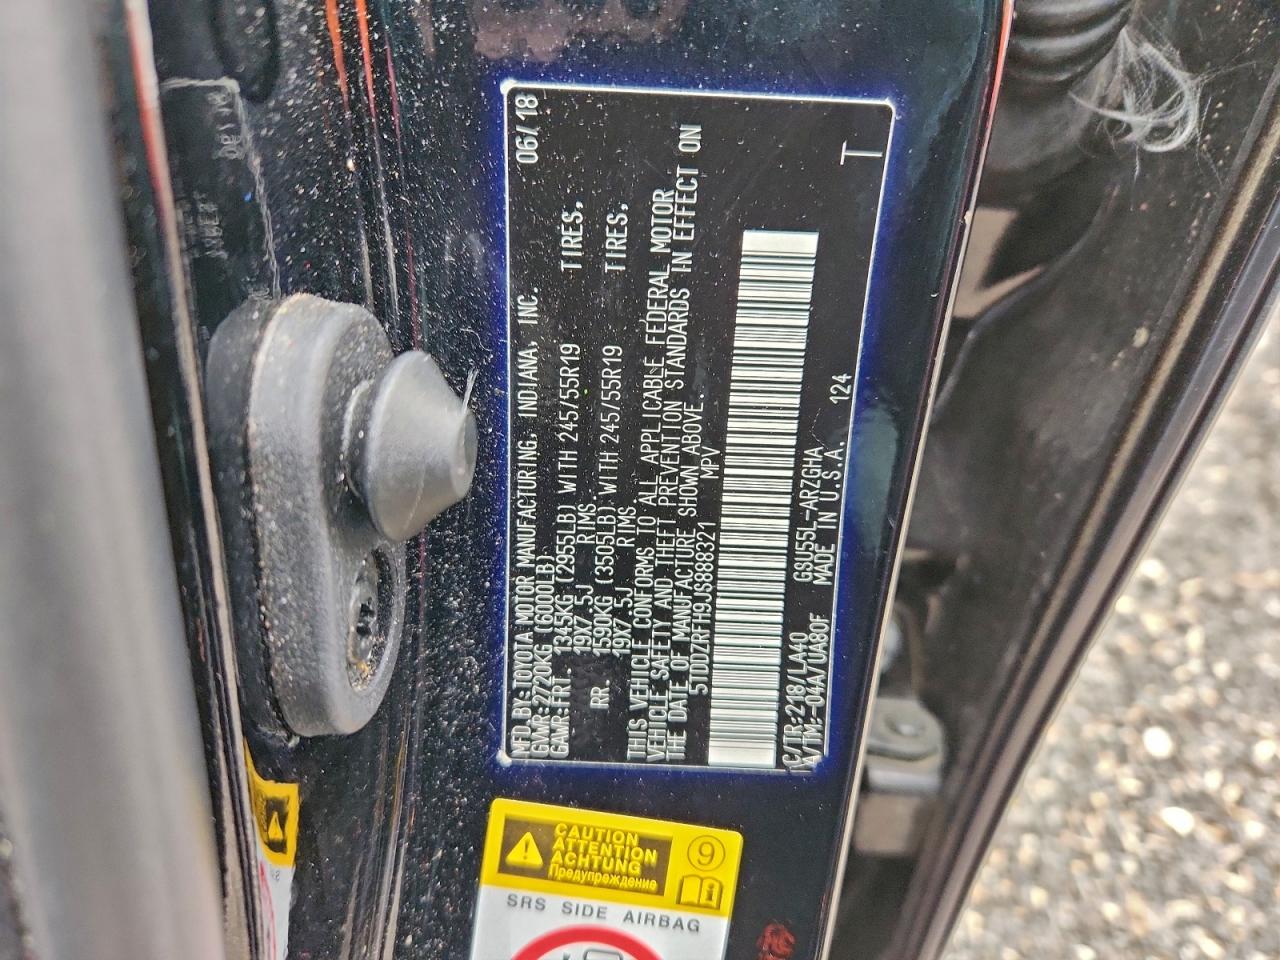 MFD.BY:TOYOTA MOTOR MANUFACTURING, INDIANA, INC. 06/18
GVWR:2720KG (6000LB)
GAWR:FRT. 1345KG (2955LB) WITH 245/55R19 TIRES,
19X7.5J RIMS.
RR. 1590KG (3505LB) WITH 245/55R19 TIRES,
19X7.5J RIMS.
THIS VEHICLE CONFORMS TO ALL APPLICABLE FEDERAL MOTOR
VEHICLE SAFETY AND THEFT PREVENTION STANDARDS IN EFFECT ON
THE DATE OF MANUFACTURE SHOWN ABOVE.
5TDDZRFH9JS888321 MPV
T
C/TR:218/LA40 GSU55L-ARZGHA
A/TM:-04A/UA80F MADE IN U.S.A. 124
CAUTION
ATTENTION
ACHTUNG
Предупреждение
9
SRS SIDE AIRBAG